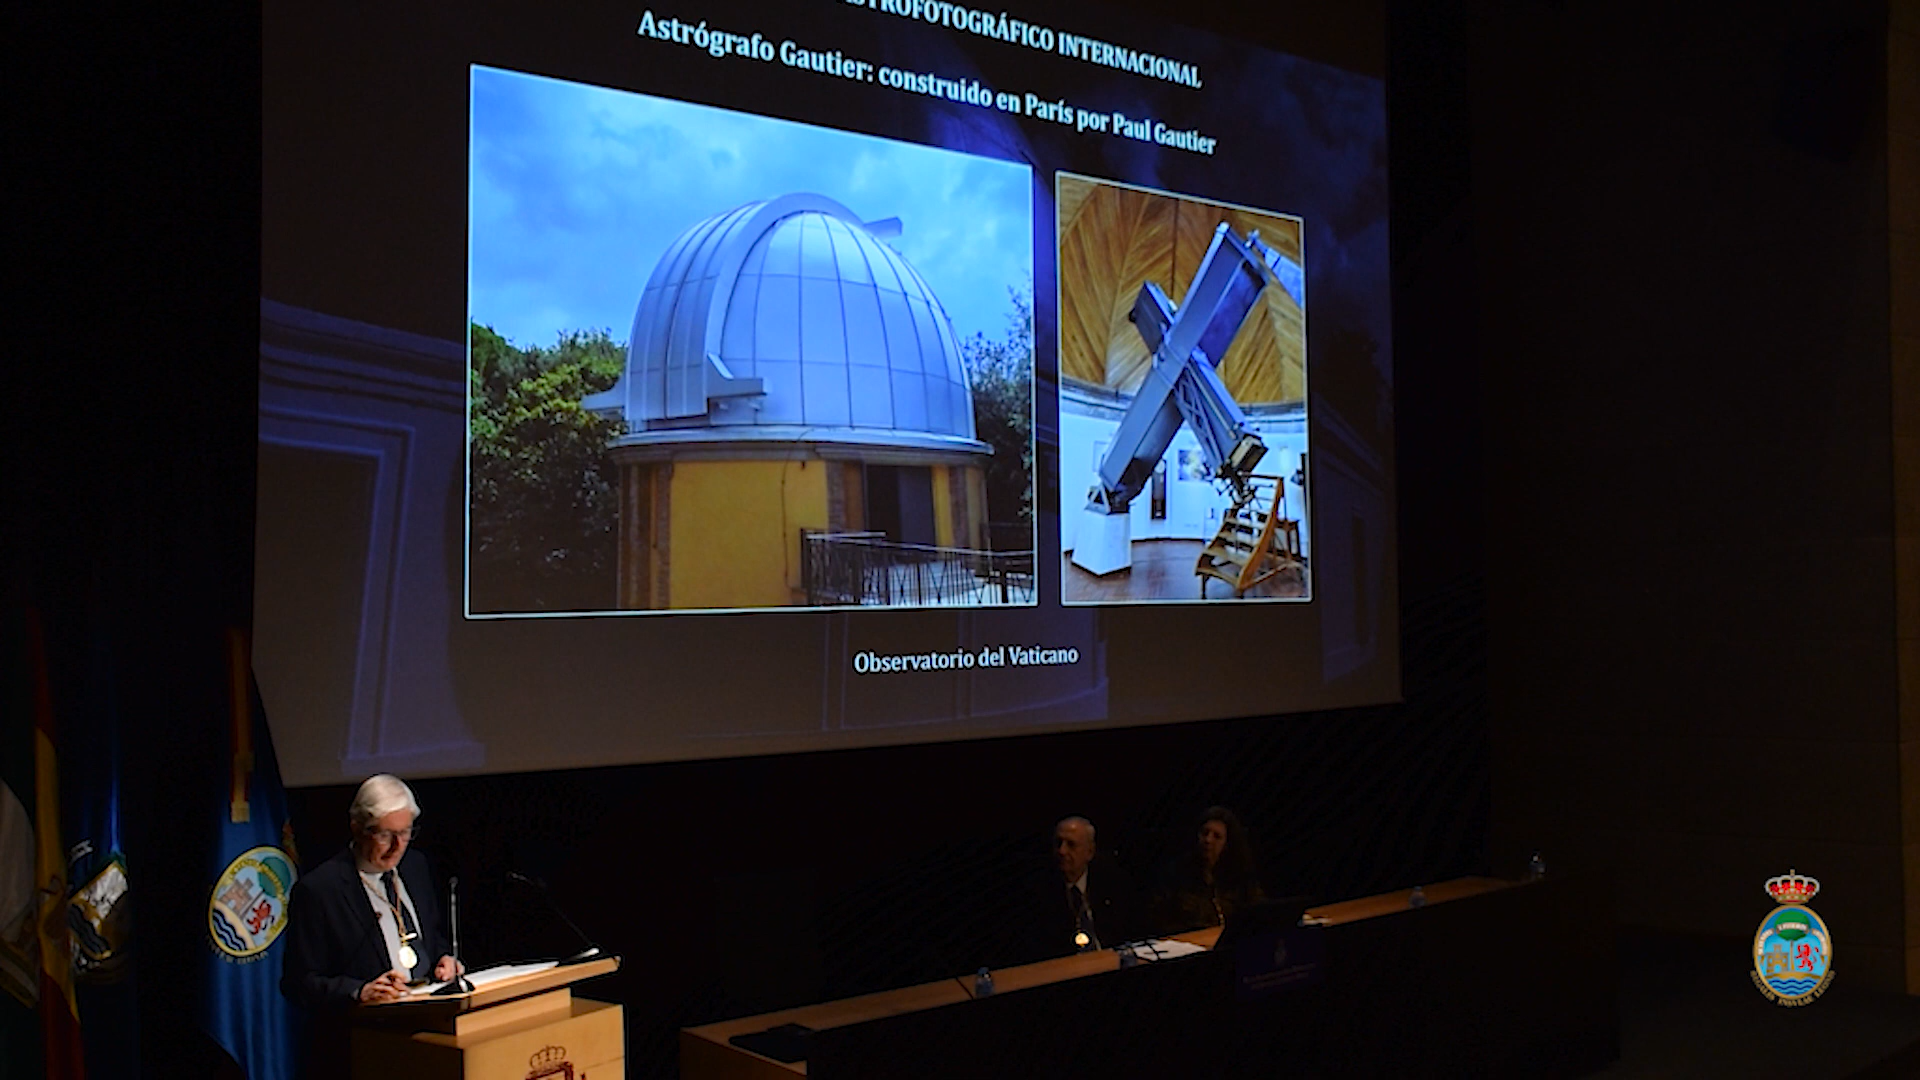 ASTROFOTOGRÁFICO INTERNACIONAL
Astrógrafo Gautier: construido en París por Paul Gautier
Observatorio del Vaticano